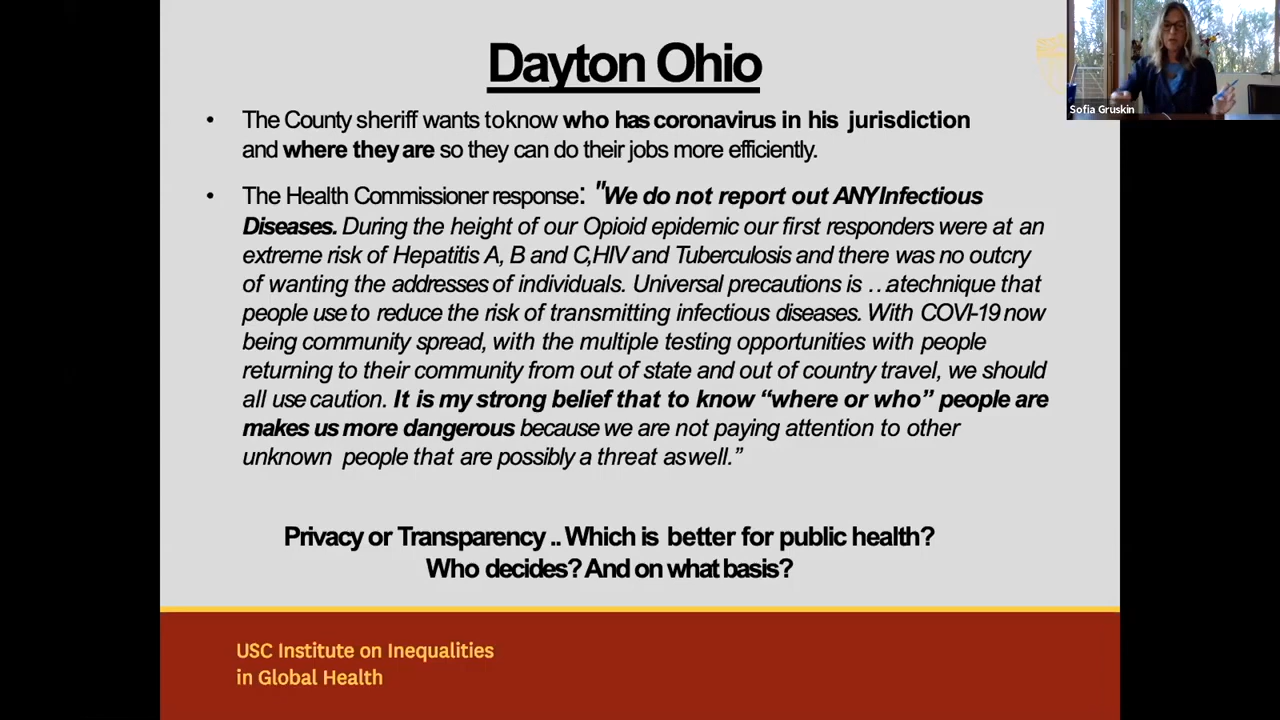 Dayton Ohio
Sofia Gruskin
• The County sheriff wants toknow who has coronavirus in his jurisdiction
and where they are so they can do their jobs more efficiently.
• The Health Commissioner response: "We do not report out ANYInfectious
Diseases. During the height of our Opioid epidemic our first responders were at an
extreme risk of Hepatitis A, B and C,HIV and Tuberculosis and there was no outcry
of wanting the addresses of individuals. Universal precautions is . . .atechnique that
people use to reduce the risk of transmitting infectious diseases. With COVI-19 now
being community spread, with the multiple testing opportunities with people
returning to their community from out of state and out of country travel, we should
all use caution. It is my strong belief that to know “where or who” people are
makes us more dangerous because we are not paying attention to other
unknown people that are possibly a threat aswell.”
Privacy or Transparency .. Which is better for public health?
Who decides? And on what basis?
USC Institute on Inequalities
in Global Health